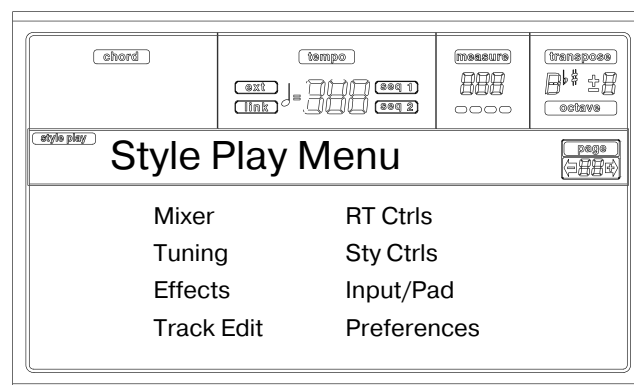 chord
tempo
measure
transpose
ext
seq 1
link
seq 2
octave
style play
Style Play Menu
page
Mixer RT Ctrls
Tuning Sty Ctrls
Effects Input/Pad
Track Edit Preferences